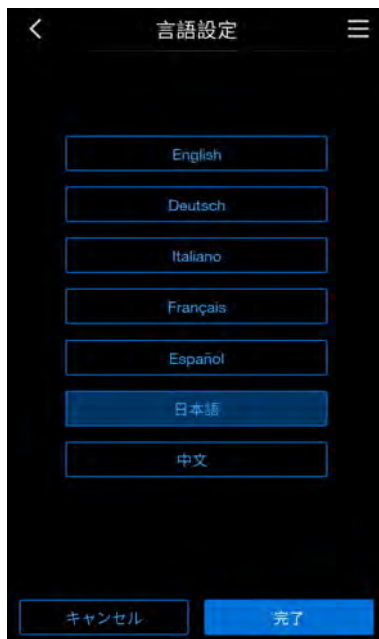 言語設定
English
Deutsch
Italiano
Français
Español
日本語
中文
キャンセル 完了